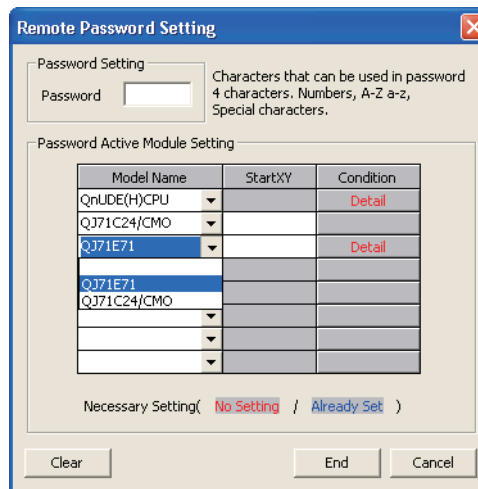 Remote Password Setting
Password Setting
Password
Characters that can be used in password
4 characters. Numbers, A-Z a-z,
Special characters.
Password Active Module Setting
Model Name StartXY Condition
QnUDE(H)CPU Detail
QJ71C24/CMO
QJ71E71 Detail
QJ71E71
QJ71C24/CMO
Necessary Setting( No Setting / Already Set )
Clear End Cancel